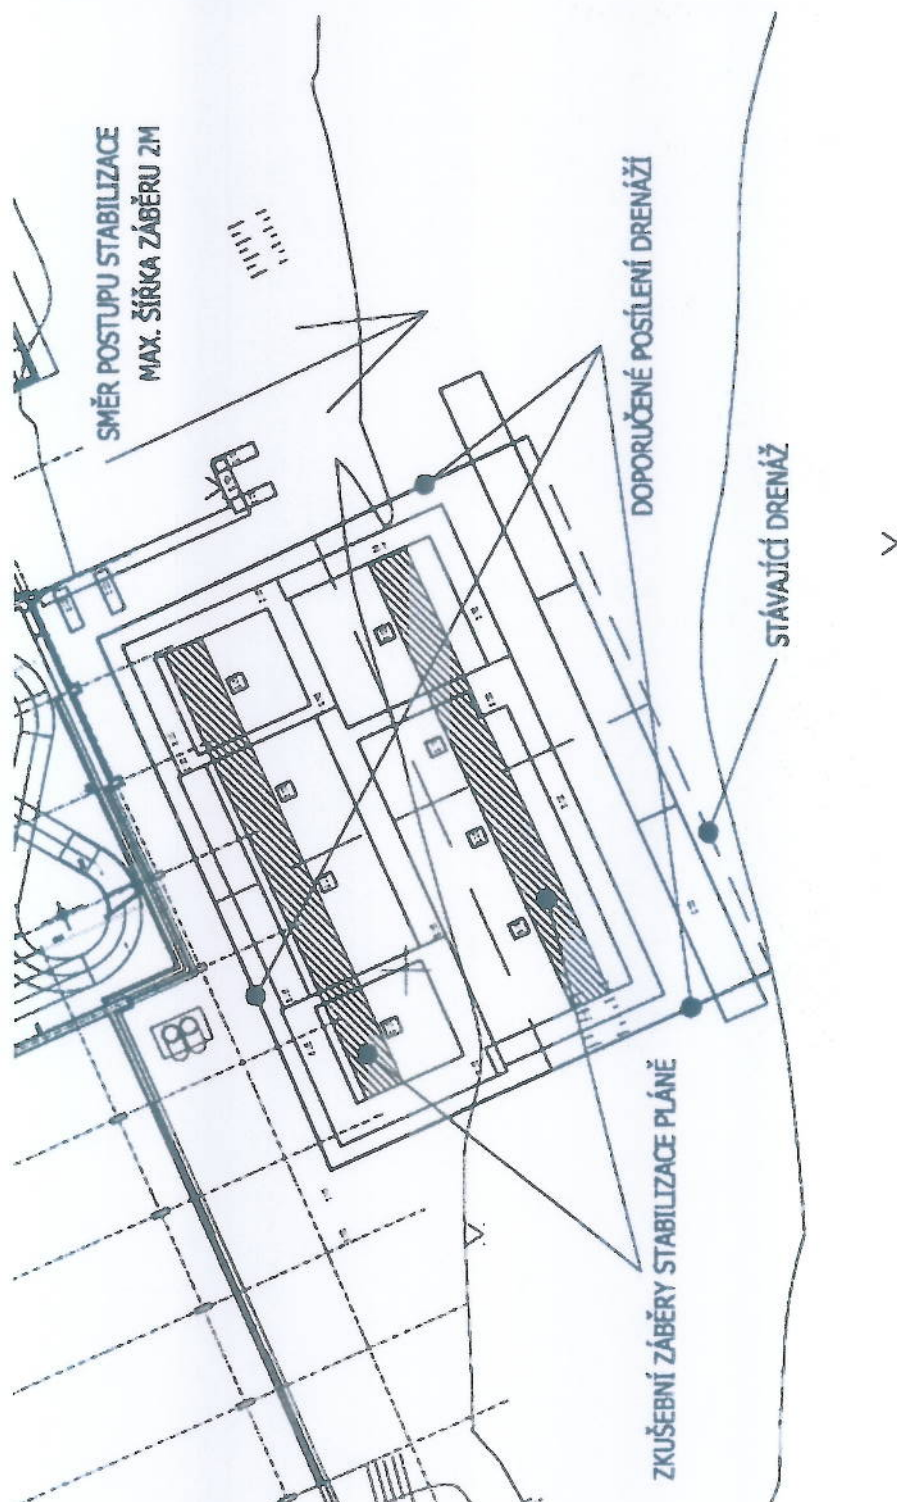 SMĚR POSTUPU STABILIZACE
MAX. ŠÍŘKA ZÁBĚRU 2M
DOPORUČENÉ POSÍLENÍ DRENÁŽÍ
STÁVAJÍCÍ DRENÁŽ
ZKUŠEBNÍ ZÁBĚRY STABILIZACE PLÁNĚ